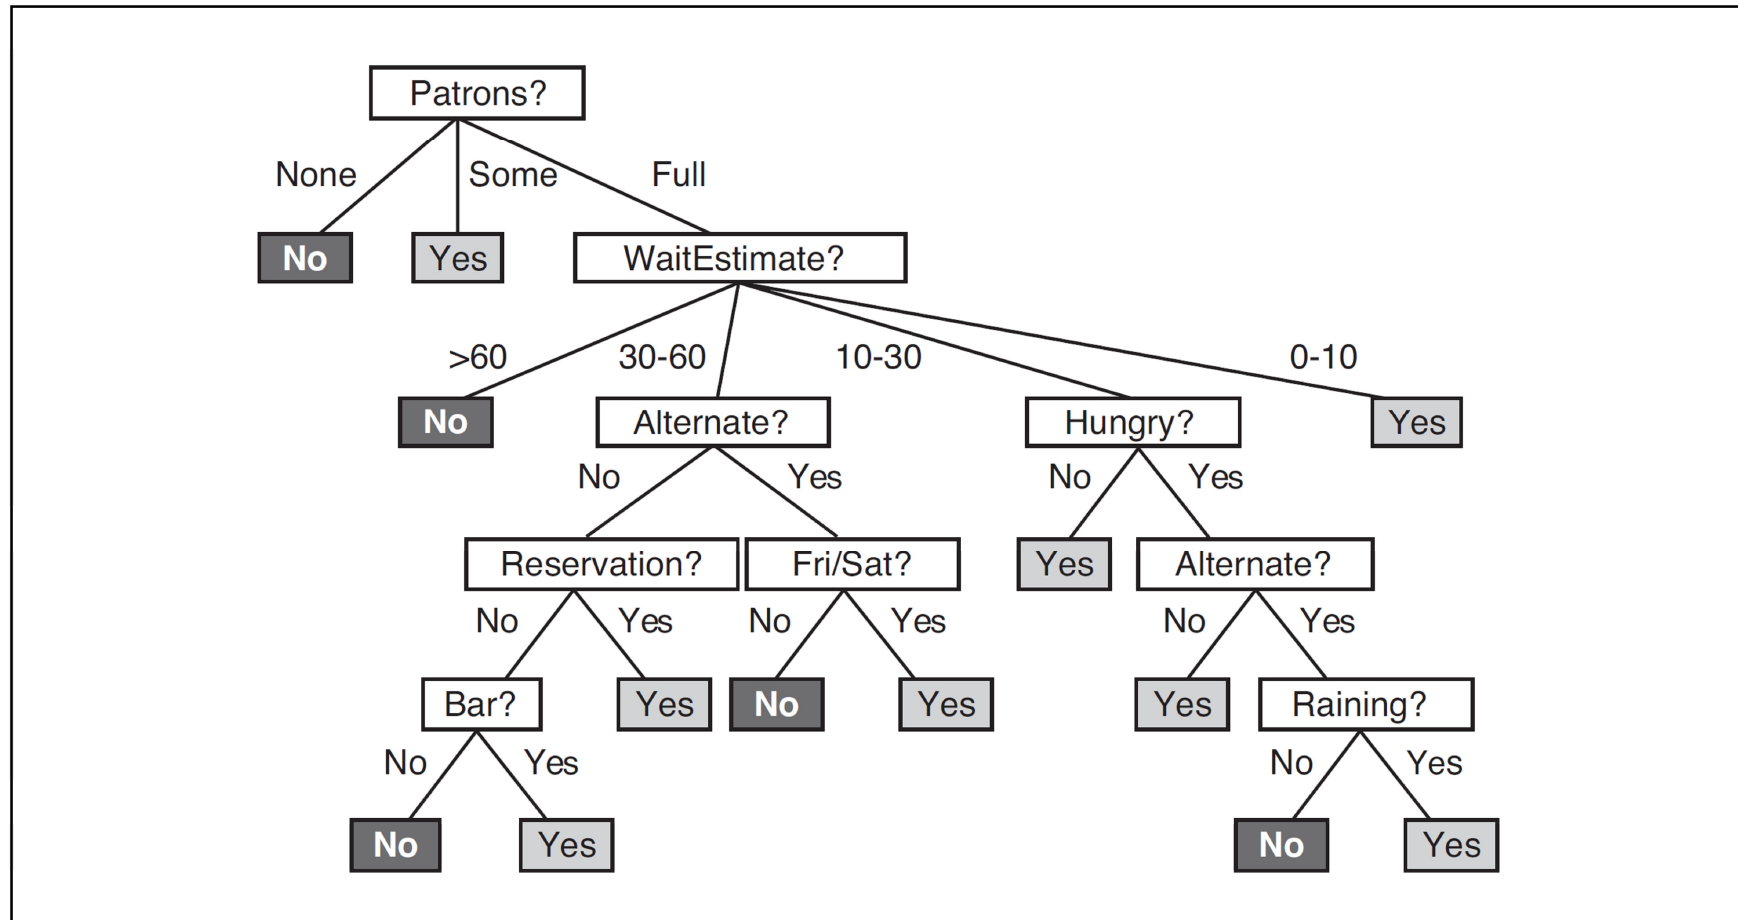 Patrons?
None Some Full
No Yes WaitEstimate?
>60 30-60 10-30 0-10
No Alternate? Hungry? Yes
No Yes No Yes
Reservation? Fri/Sat? Yes Alternate?
No Yes No Yes No Yes
Bar? Yes No Yes Yes Raining?
No Yes No Yes
No Yes No Yes